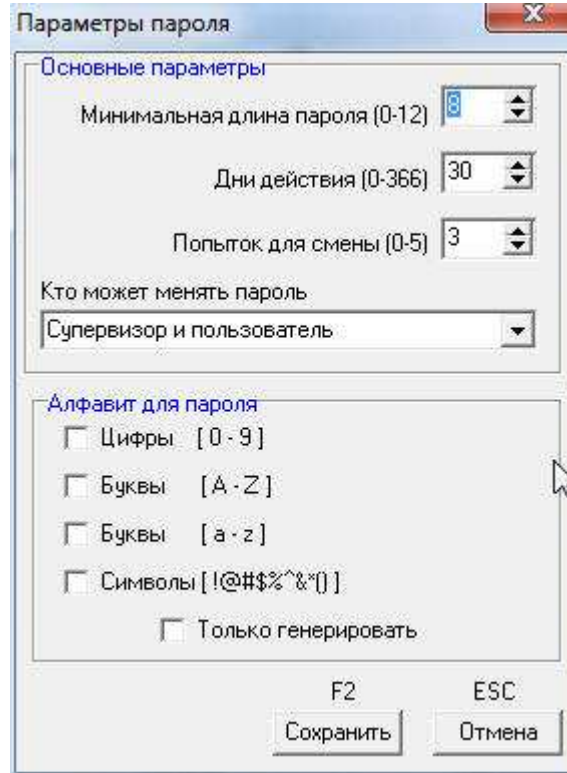 Параметры пароля
Основные параметры
Минимальная длина пароля (0-12) 8
Дни действия (0-366) 30
Попыток для смены (0-5) 3
Кто может менять пароль
Супервизор и пользователь
Алфавит для пароля
Цифры [ 0 - 9 ]
Буквы [ A - Z ]
Буквы [ a - z ]
Символы [ !@#$%^&*() ]
Только генерировать
F2 ESC
Сохранить Отмена